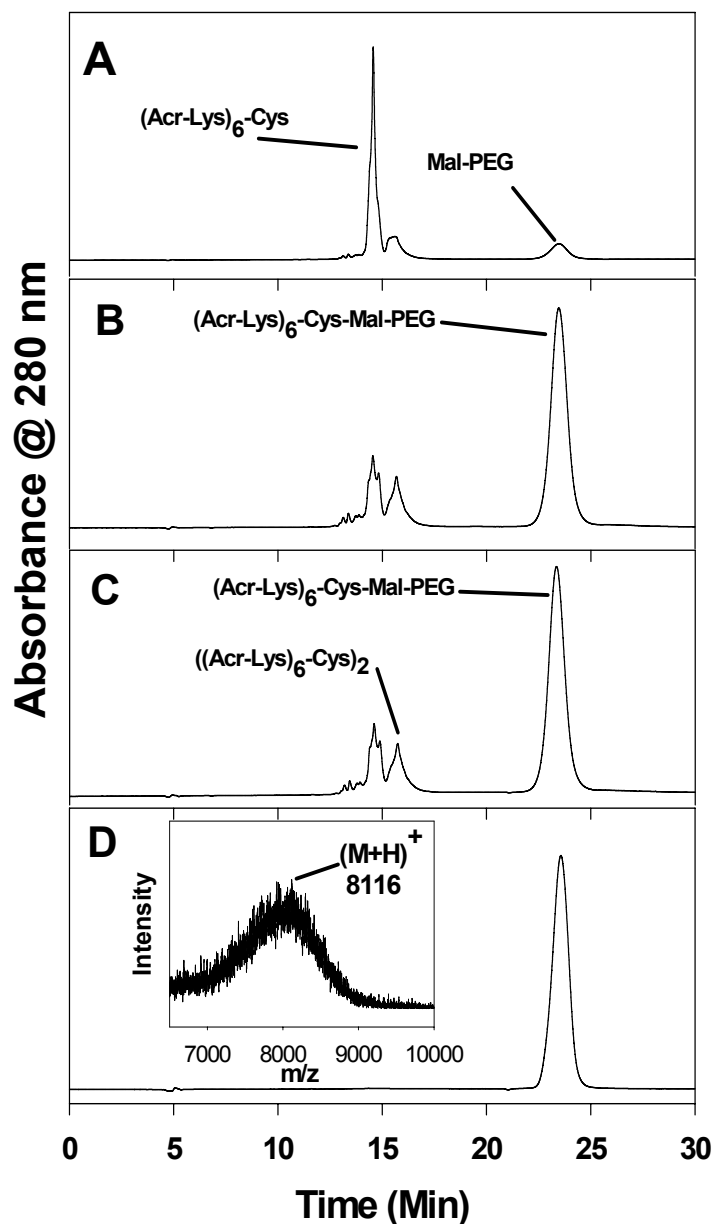 A
(Acr-Lys)6-Cys
Mal-PEG
B
(Acr-Lys)6-Cys-Mal-PEG
C
(Acr-Lys)6-Cys-Mal-PEG
((Acr-Lys)6-Cys)2
D
(M+H)+
8116
Intensity
7000 8000 9000 10000
m/z
Absorbance @ 280 nm
0 5 10 15 20 25 30
Time (Min)